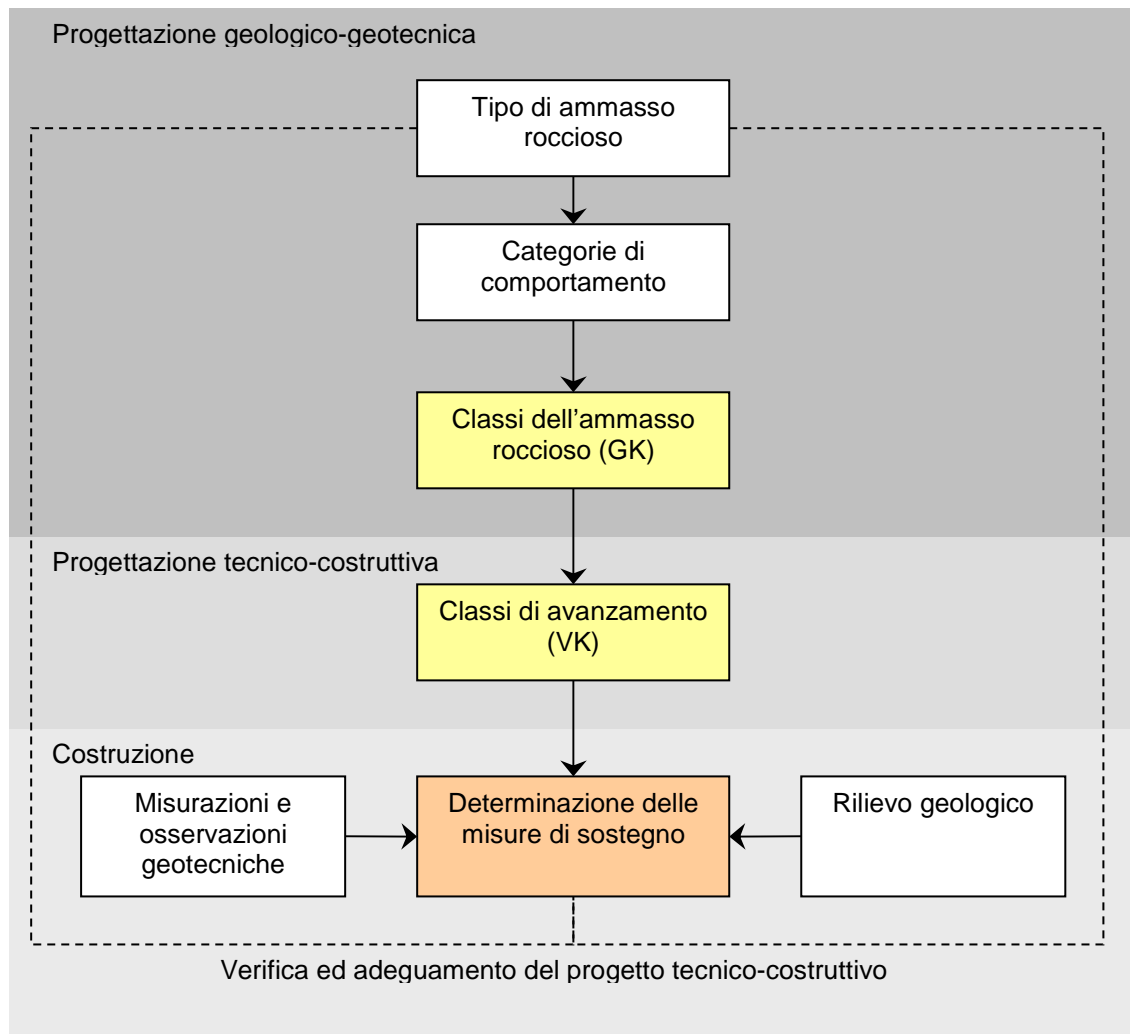 Progettazione geologico-geotecnica
Tipo di ammasso
roccioso
Categorie di
comportamento
Classi dell’ammasso
roccioso (GK)
Progettazione tecnico-costruttiva
Classi di avanzamento
(VK)
Costruzione
Misurazioni e
osservazioni
geotecniche
Determinazione delle
misure di sostegno
Rilievo geologico
Verifica ed adeguamento del progetto tecnico-costruttivo